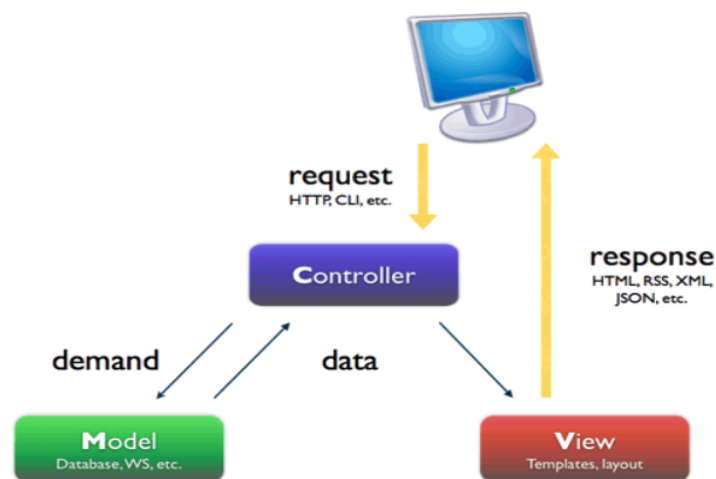 request
HTTP, CLI, etc.
Controller
response
HTML, RSS, XML,
JSON, etc.
demand
data
Model
Database, WS, etc.
View
Templates, layout